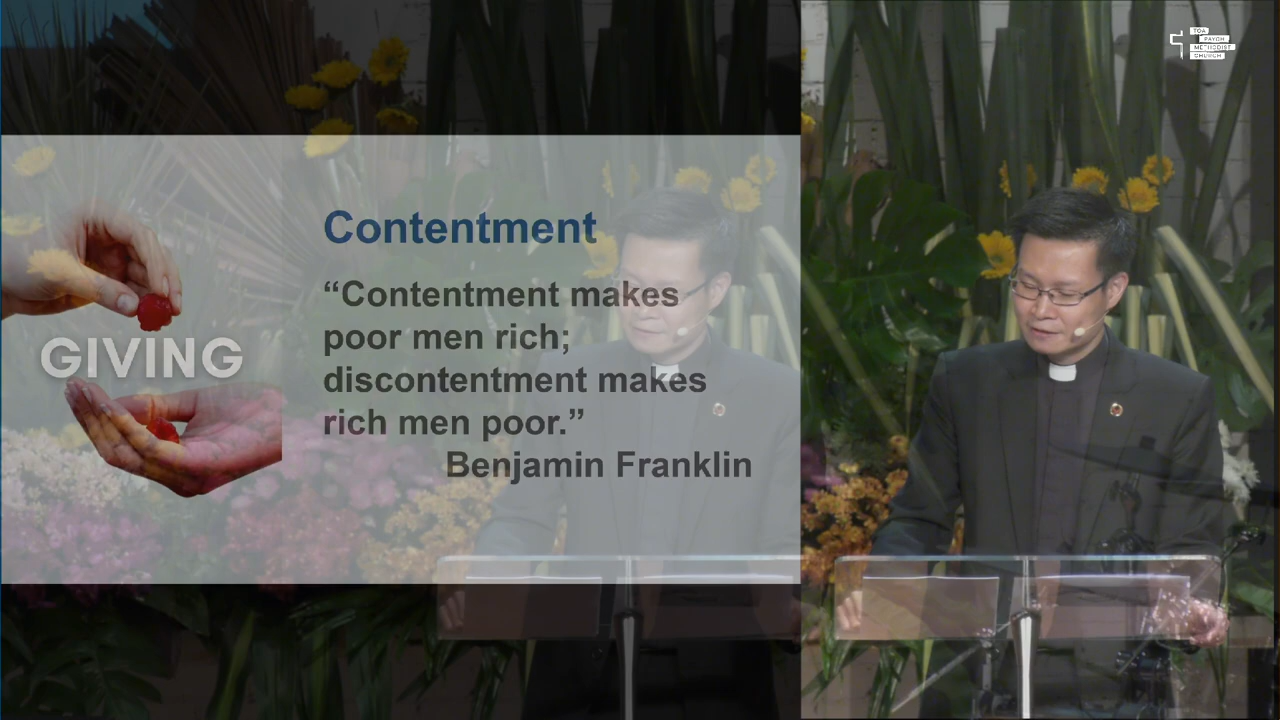 TOA
PAYOH
METHODIST
CHURCH
Contentment
“Contentment makes
poor men rich;
discontentment makes
rich men poor.”
Benjamin Franklin
GIVING